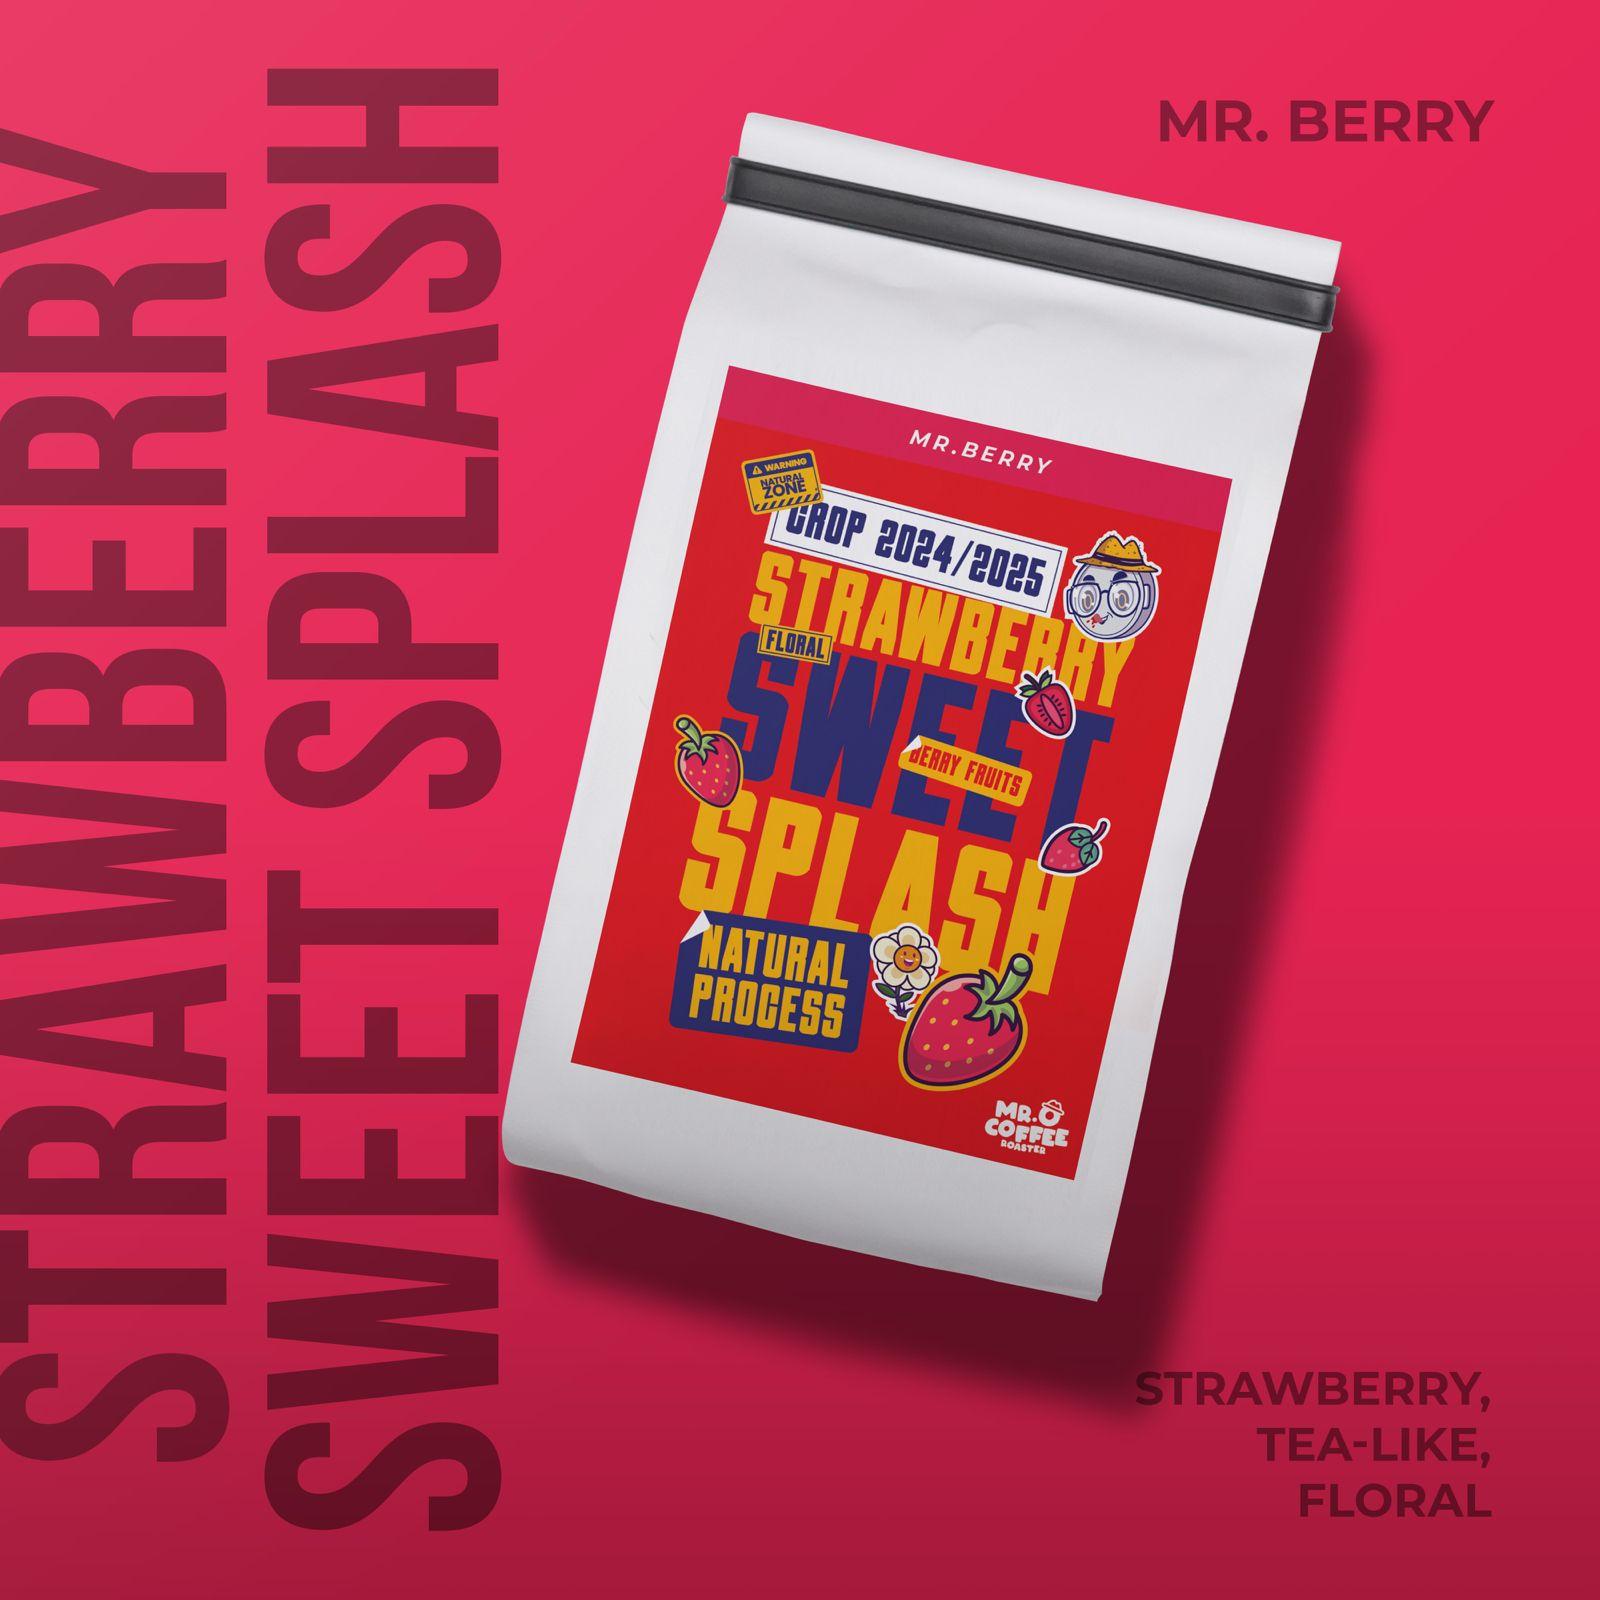 STRAWBERRY
SWEET SPLASH
MR. BERRY
MR.BERRY
WARNING
NATURAL
ZONE
CROP 2024/2025
STRAWBERRY
FLORAL
SWEET
BERRY FRUITS
SPLASH
NATURAL
PROCESS
MR.O
COFFEE
ROASTER
STRAWBERRY,
TEA-LIKE,
FLORAL